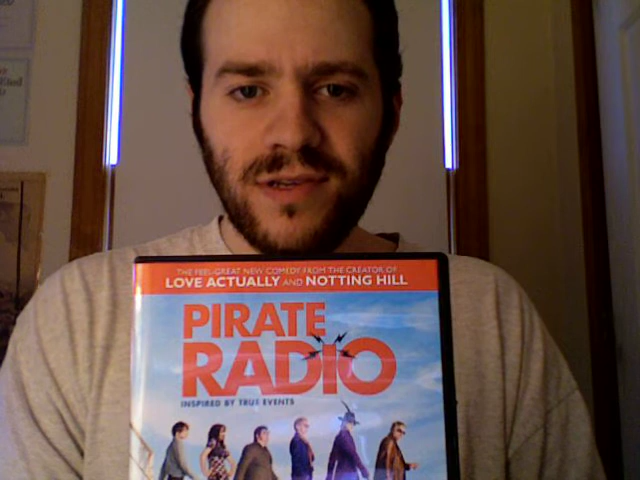 THE FEEL-GREAT NEW COMEDY FROM THE CREATOR OF
LOVE ACTUALLY AND NOTTING HILL
PIRATE
RADIO
INSPIRED BY TRUE EVENTS